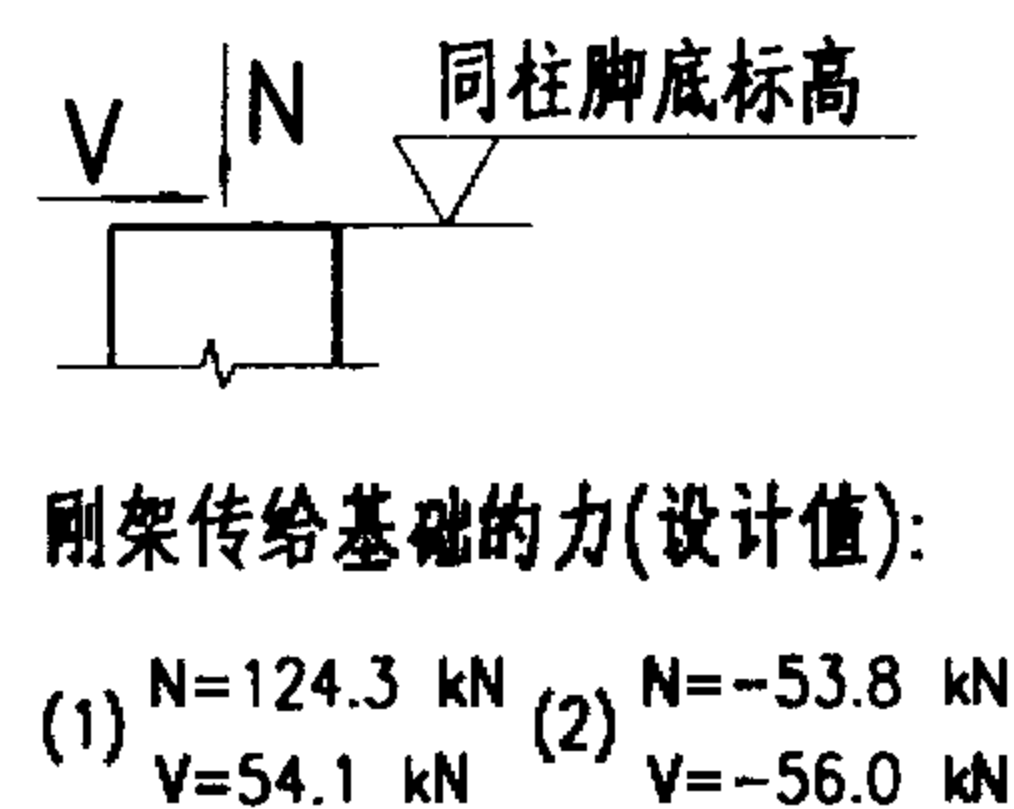 V N 同柱脚底标高
刚架传给基础的力(设计值):
(1) N=124.3 kN (2) N=-53.8 kN
V=54.1 kN V=-56.0 kN